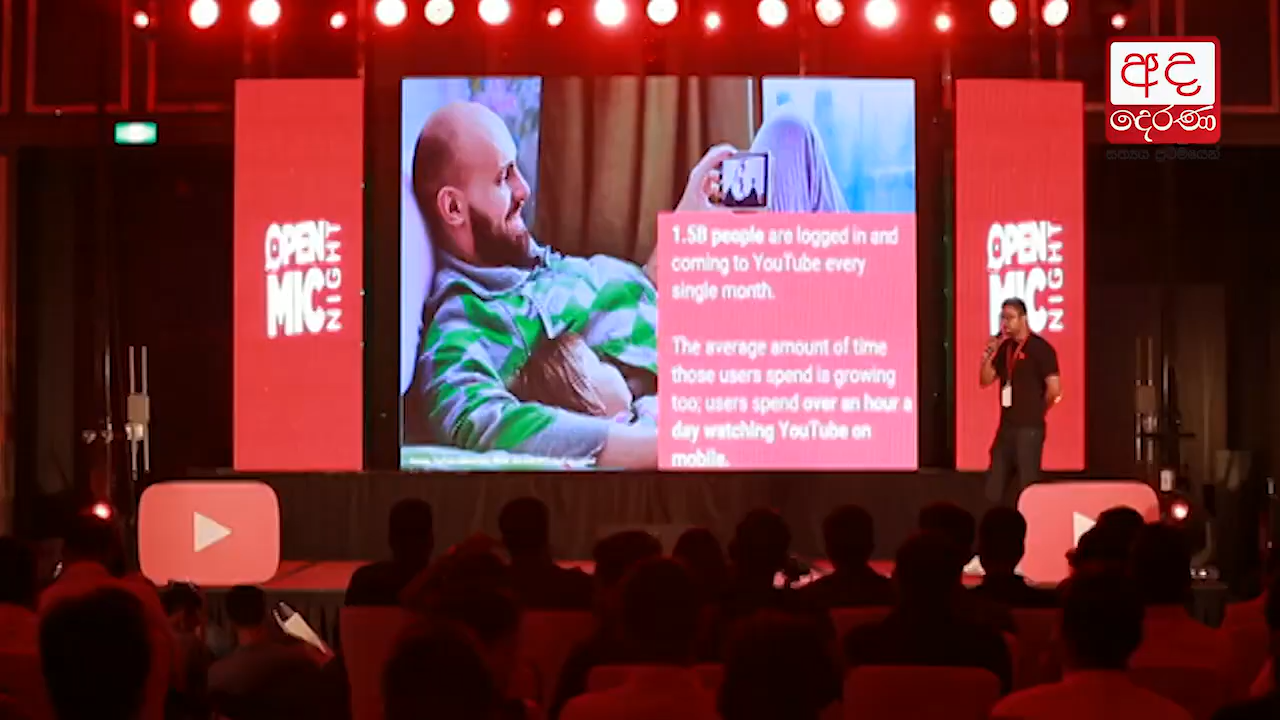 අද
දෙරණ
OPEN
MIC
NIGHT
1.5B people are logged in and
coming to YouTube every
single month.
The average amount of time
those users spend is growing
too; users spend over an hour a
day watching YouTube on
mobile.
OPEN
MIC
NIGHT